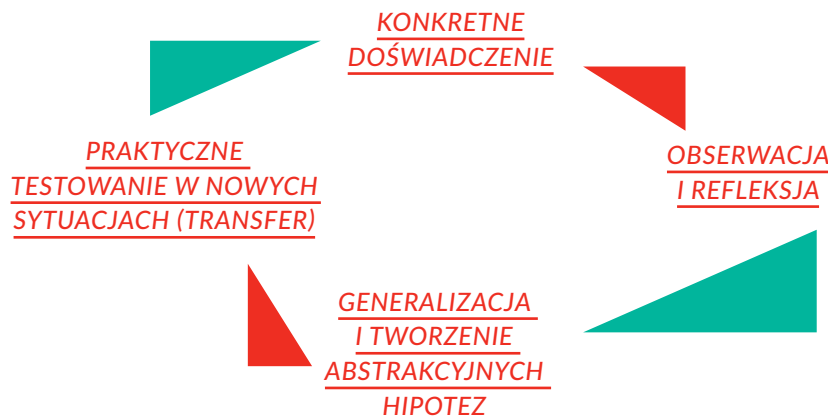 KONKRETNE
DOŚWIADCZENIE
OBSERWACJA
I REFLEKSJA
GENERALIZACJA
I TWORZENIE
ABSTRAKCYJNYCH
HIPOTEZ
PRAKTYCZNE
TESTOWANIE W NOWYCH
SYTUACJACH (TRANSFER)